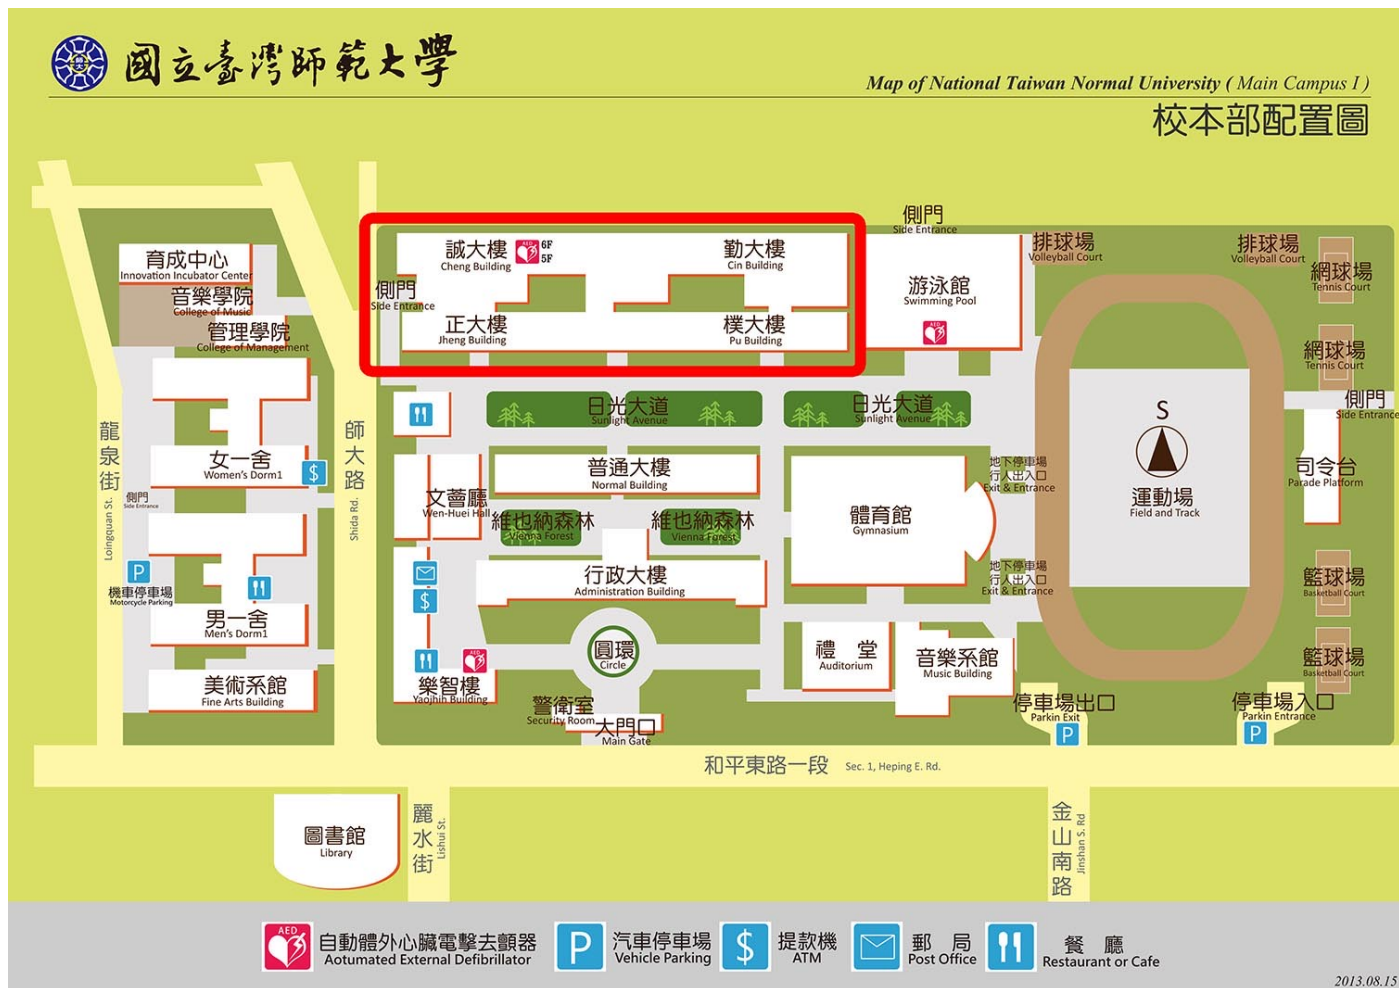 國立臺灣師範大學
Map of National Taiwan Normal University ( Main Campus I )
校本部配置圖
側門
Side Entrance
育成中心
Innovation Incubator Center
音樂學院
College of Music
管理學院
College of Management
誠大樓
Cheng Building
AED
6F
5F
勤大樓
Cin Building
側門
Side Entrance
正大樓
Jheng Building
樸大樓
Pu Building
游泳館
Swimming Pool
AED
排球場
Volleyball Court
排球場
Volleyball Court
網球場
Tennis Court
網球場
Tennis Court
側門
Side Entrance
日光大道
Sunlight Avenue
日光大道
Sunlight Avenue
龍泉街
Loingquan St.
師大路
Shida Rd.
女一舍
Women's Dorm1
$
側門
Side Entrance
文薈廳
Wen-Huei Hall
普通大樓
Normal Building
維也納森林
Vienna Forest
維也納森林
Vienna Forest
體育館
Gymnasium
地下停車場
行人出入口
Exit & Entrance
地下停車場
行人出入口
Exit & Entrance
S
運動場
Field and Track
司令台
Parade Platform
P
機車停車場
Motorcycle Parking
男一舍
Men's Dorm1
$
行政大樓
Administration Building
籃球場
Basketball Court
籃球場
Basketball Court
美術系館
Fine Arts Building
AED
樂智樓
Yaojhih Building
圓環
Circle
禮 堂
Auditorium
音樂系館
Music Building
警衛室
Security Room
大門口
Main Gate
停車場出口
Parkin Exit
P
停車場入口
Parkin Entrance
P
和平東路一段 Sec. 1, Heping E. Rd.
圖書館
Library
麗水街
Lishui St.
金山南路
Jinshan S. Rd
AED
自動體外心臟電擊去顫器
Aotumated External Defibrillator
P
汽車停車場
Vehicle Parking
$
提款機
ATM
郵 局
Post Office
餐 廳
Restaurant or Cafe
2013.08.15